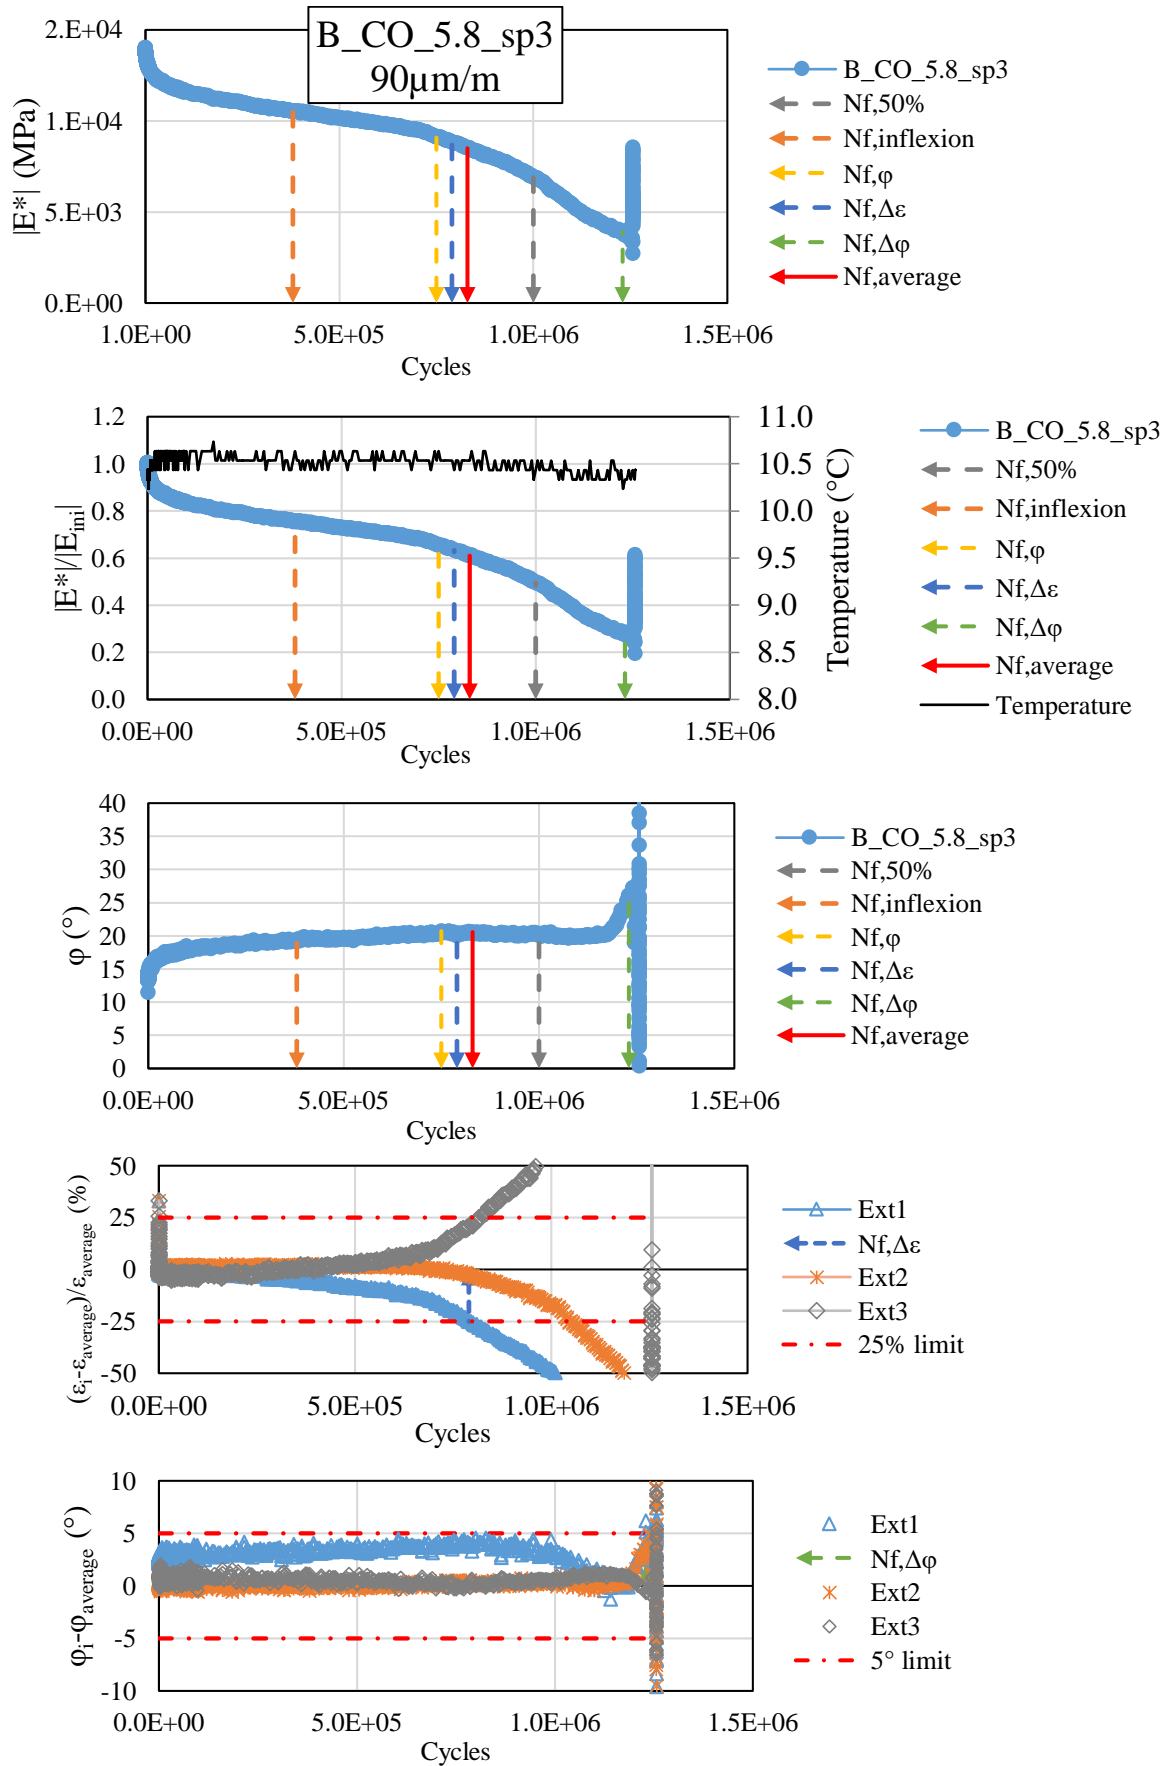 B_CO_5.8_sp3
90µm/m
2.E+04
1.E+04
5.E+03
0.E+00
|E*| (MPa)
1.0E+00 5.0E+05 1.0E+06 1.5E+06
Cycles
B_CO_5.8_sp3
Nf,50%
Nf,inflexion
Nf,φ
Nf,Δε
Nf,Δφ
Nf,average
1.2
1.0
0.8
0.6
0.4
0.2
0.0
|E*|/|E_ini|
11.0
10.5
10.0
9.5
9.0
8.5
8.0
Temperature (°C)
0.0E+00 5.0E+05 1.0E+06 1.5E+06
Cycles
B_CO_5.8_sp3
Nf,50%
Nf,inflexion
Nf,φ
Nf,Δε
Nf,Δφ
Nf,average
Temperature
40
35
30
25
20
15
10
5
0
φ (°)
0.0E+00 5.0E+05 1.0E+06 1.5E+06
Cycles
B_CO_5.8_sp3
Nf,50%
Nf,inflexion
Nf,φ
Nf,Δε
Nf,Δφ
Nf,average
50
25
0
-25
-50
(ε_i-ε_average)/ε_average (%)
0.0E+00 5.0E+05 1.0E+06 1.5E+06
Cycles
Ext1
Nf,Δε
Ext2
Ext3
25% limit
10
5
0
-5
-10
φ_i-φ_average (°)
0.0E+00 5.0E+05 1.0E+06 1.5E+06
Cycles
Ext1
Nf,Δφ
Ext2
Ext3
5° limit